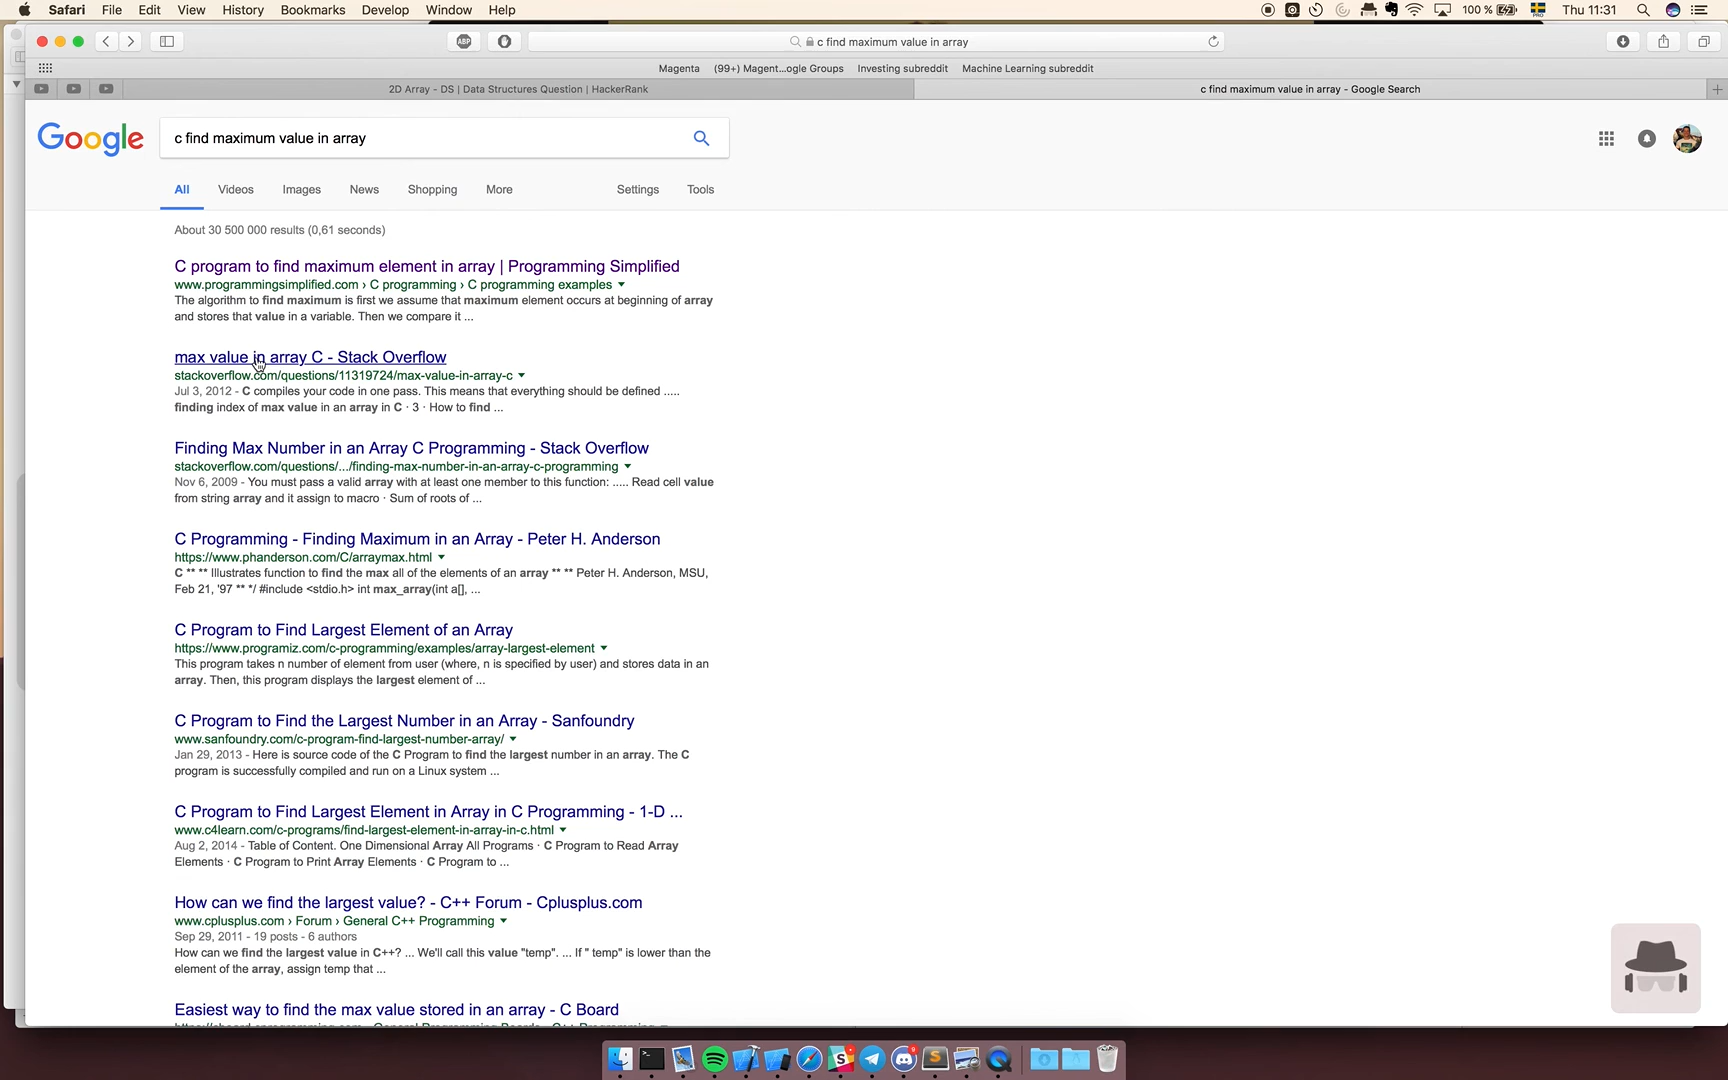 Safari File Edit View History Bookmarks Develop Window Help
100 % PRO Thu 11:31
ABP c find maximum value in array
Magenta (99+) Magent...ogle Groups Investing subreddit Machine Learning subreddit
2D Array - DS | Data Structures Question | HackerRank c find maximum value in array - Google Search
Google c find maximum value in array
All Videos Images News Shopping More Settings Tools
About 30 500 000 results (0,61 seconds)
C program to find maximum element in array | Programming Simplified
www.programmingsimplified.com › C programming › C programming examples
The algorithm to find maximum is first we assume that maximum element occurs at beginning of array
and stores that value in a variable. Then we compare it ...
max value in array C - Stack Overflow
stackoverflow.com/questions/11319724/max-value-in-array-c
Jul 3, 2012 - C compiles your code in one pass. This means that everything should be defined .....
finding index of max value in an array in C · 3 · How to find ...
Finding Max Number in an Array C Programming - Stack Overflow
stackoverflow.com/questions/.../finding-max-number-in-an-array-c-programming
Nov 6, 2009 - You must pass a valid array with at least one member to this function: ..... Read cell value
from string array and it assign to macro · Sum of roots of ...
C Programming - Finding Maximum in an Array - Peter H. Anderson
https://www.phanderson.com/C/arraymax.html
C ** ** Illustrates function to find the max all of the elements of an array ** ** Peter H. Anderson, MSU,
Feb 21, '97 ** */ #include <stdio.h> int max_array(int a[], ...
C Program to Find Largest Element of an Array
https://www.programiz.com/c-programming/examples/array-largest-element
This program takes n number of element from user (where, n is specified by user) and stores data in an
array. Then, this program displays the largest element of ...
C Program to Find the Largest Number in an Array - Sanfoundry
www.sanfoundry.com/c-program-find-largest-number-array/
Jan 29, 2013 - Here is source code of the C Program to find the largest number in an array. The C
program is successfully compiled and run on a Linux system ...
C Program to Find Largest Element in Array in C Programming - 1-D ...
www.c4learn.com/c-programs/find-largest-element-in-array-in-c.html
Aug 2, 2014 - Table of Content. One Dimensional Array All Programs · C Program to Read Array
Elements · C Program to Print Array Elements · C Program to ...
How can we find the largest value? - C++ Forum - Cplusplus.com
www.cplusplus.com › Forum › General C++ Programming
Sep 29, 2011 - 19 posts - 6 authors
How can we find the largest value in C++? ... We'll call this value "temp". ... If " temp" is lower than the
element of the array, assign temp that ...
Easiest way to find the max value stored in an array - C Board